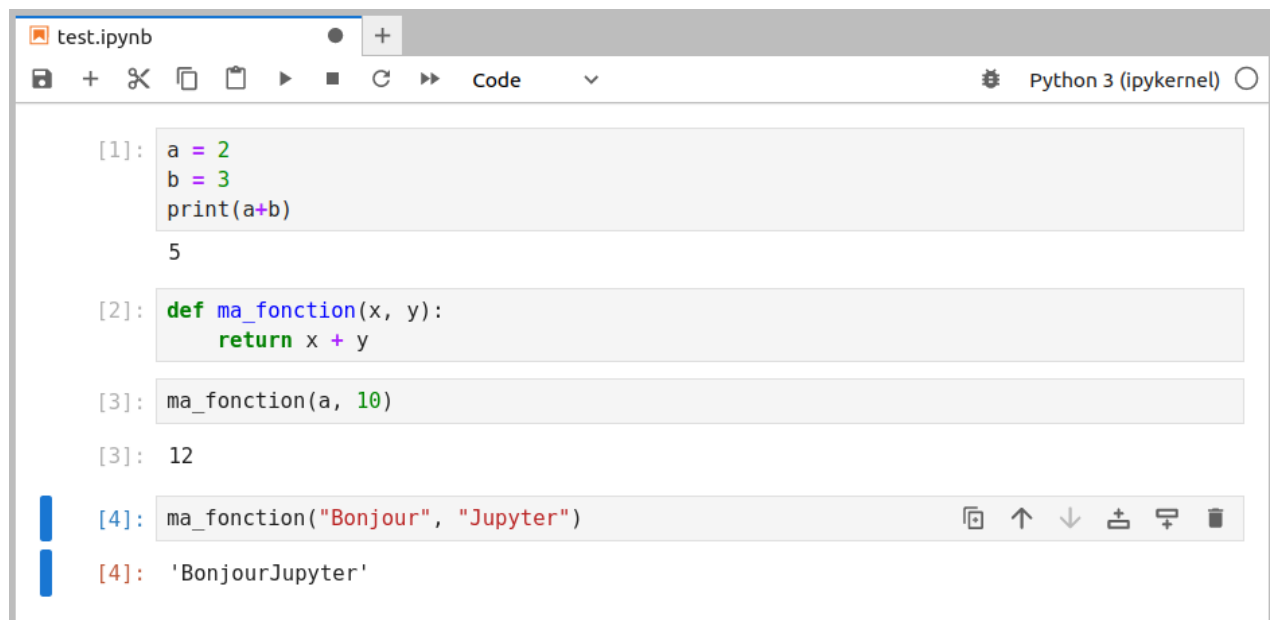 test.ipynb
Code Python 3 (ipykernel)
[1]: a = 2
b = 3
print(a+b)
5
[2]: def ma_fonction(x, y):
    return x + y
[3]: ma_fonction(a, 10)
[3]: 12
[4]: ma_fonction("Bonjour", "Jupyter")
[4]: 'BonjourJupyter'